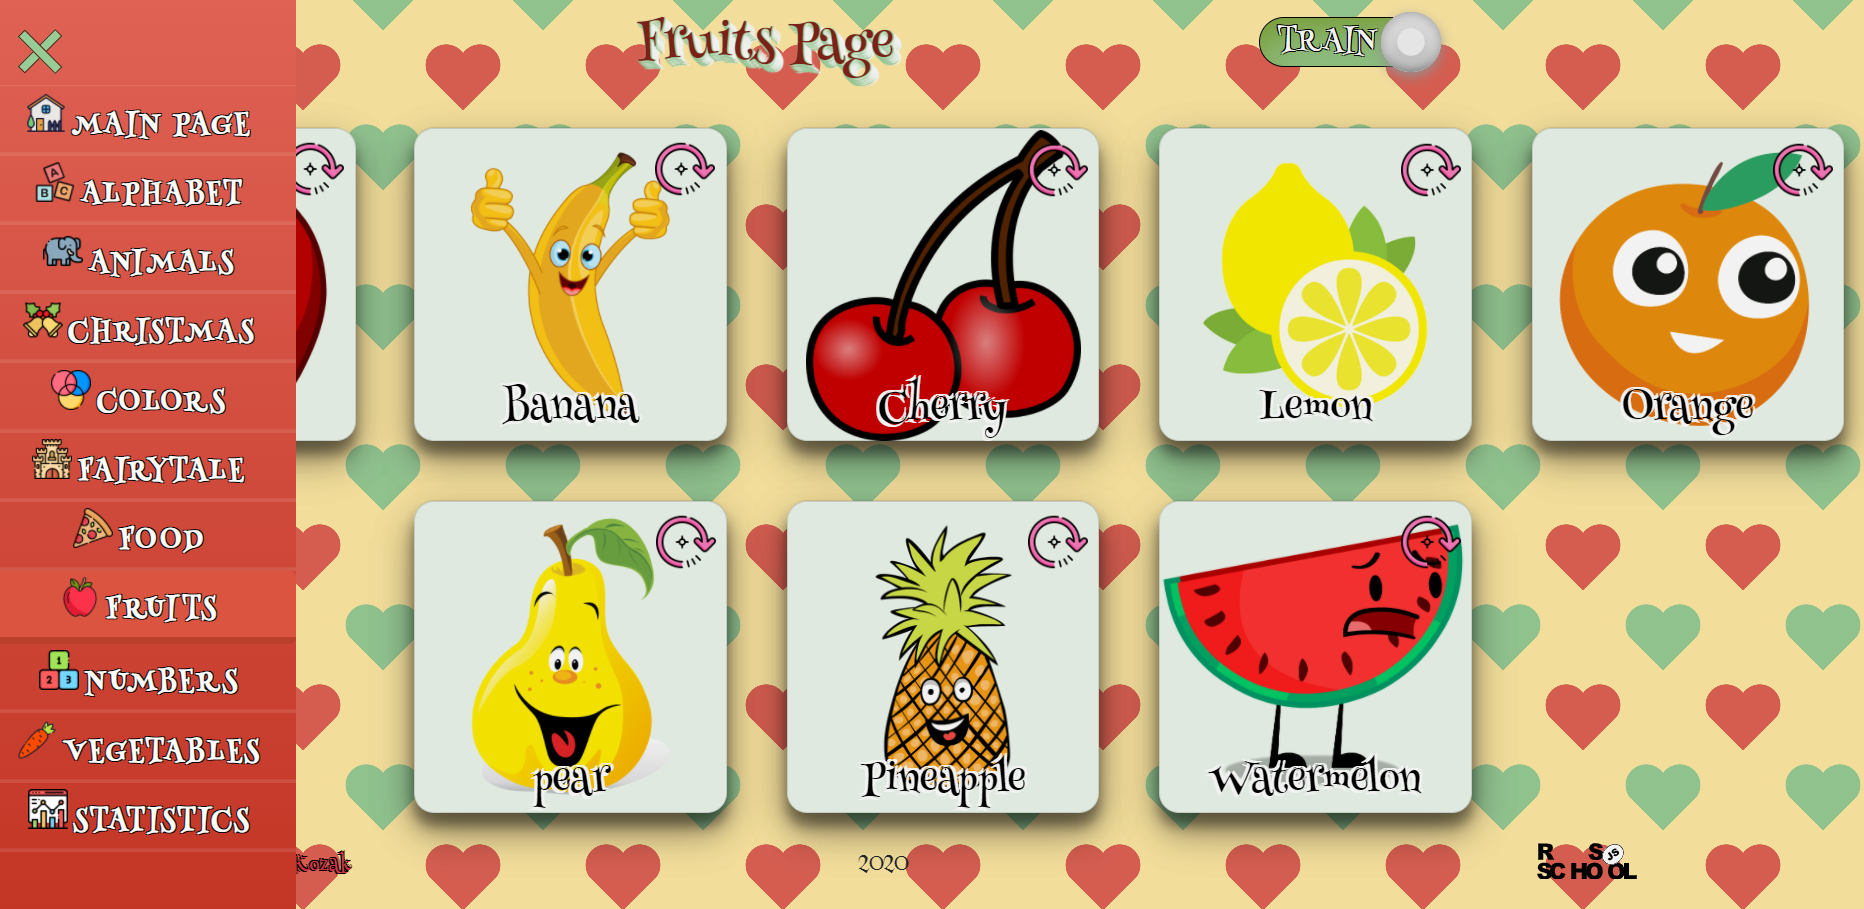 Fruits Page
TRAIN
MAIN PAGE
ALPHABET
ANIMALS
CHRISTMAS
COLORS
FAIRYTALE
FOOD
FRUITS
NUMBERS
VEGETABLES
STATISTICS
Banana
Cherry
Lemon
Orange
pear
Pineapple
Watermelon
Kozak
2020
RS
SCHOOL
JS